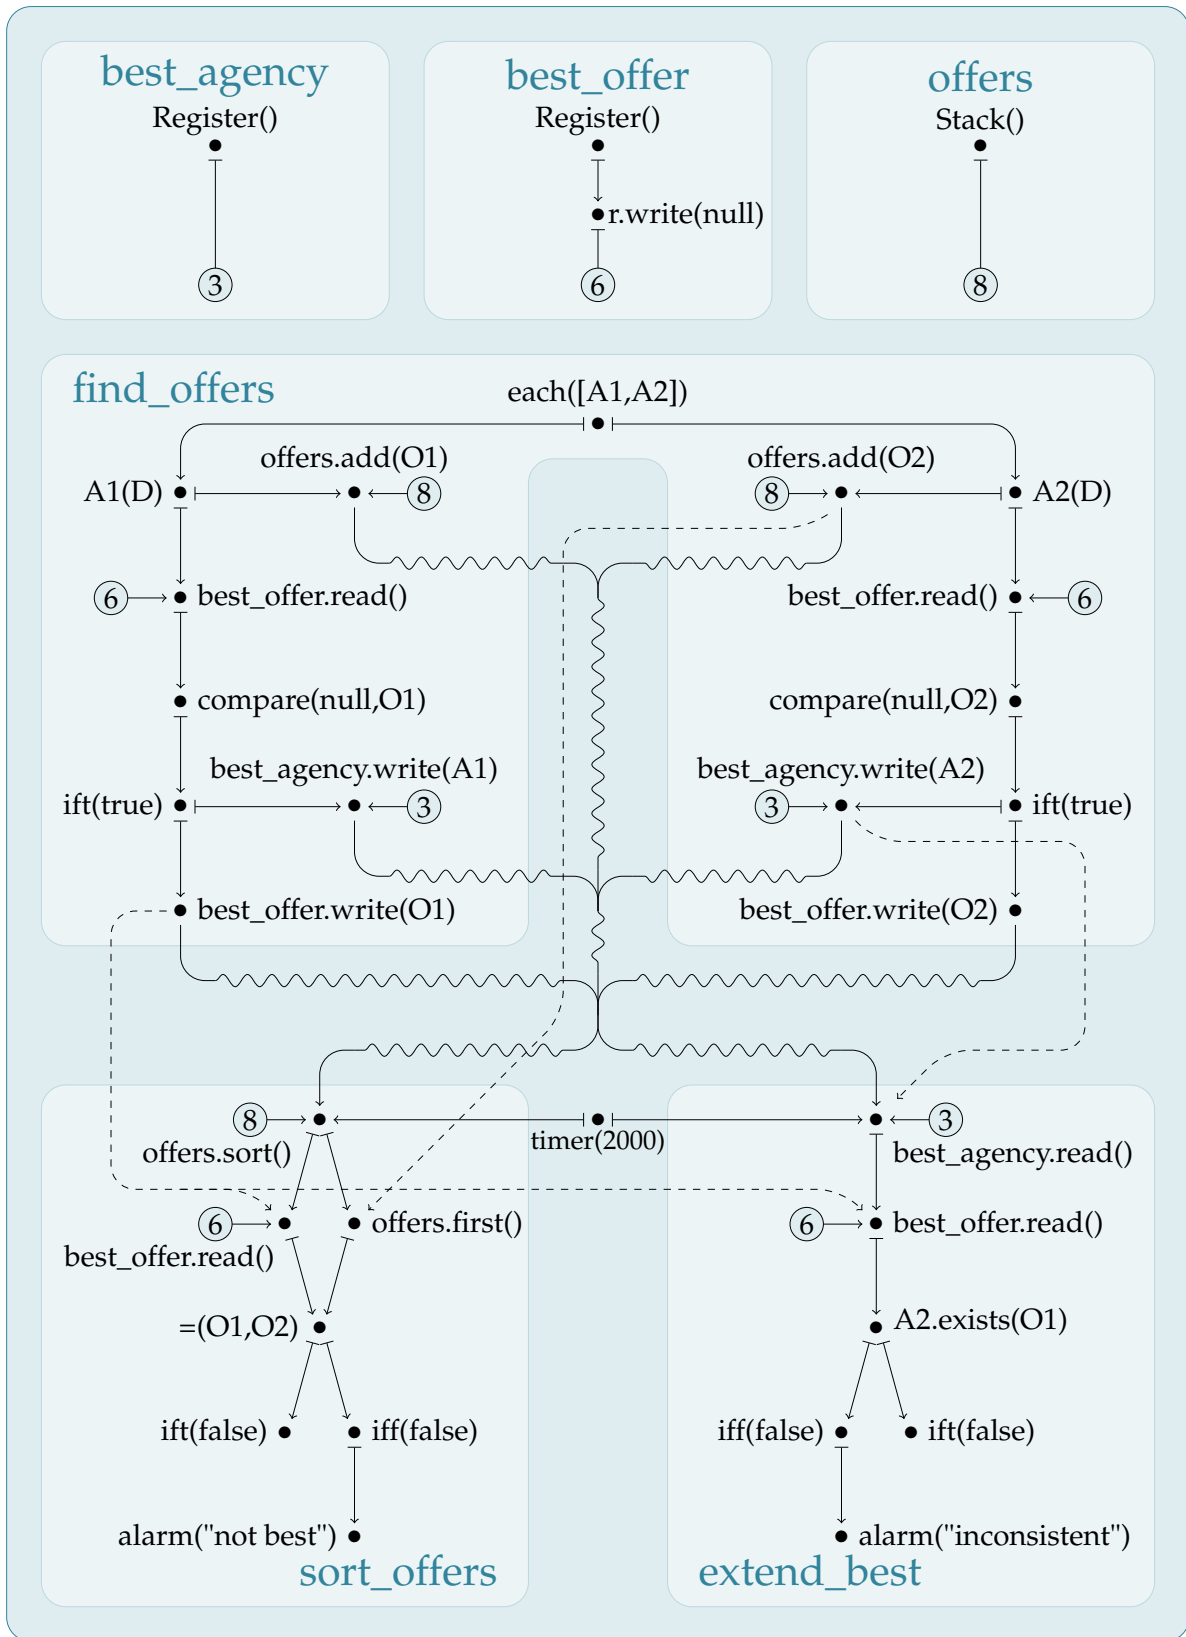 best_agency
Register()
3
best_offer
Register()
r.write(null)
6
offers
Stack()
8
find_offers
each([A1,A2])
offers.add(O1)
offers.add(O2)
A1(D)
8
8
A2(D)
6
best_offer.read()
best_offer.read()
6
compare(null,O1)
compare(null,O2)
best_agency.write(A1)
best_agency.write(A2)
ift(true)
3
3
ift(true)
best_offer.write(O1)
best_offer.write(O2)
8
offers.sort()
timer(2000)
3
best_agency.read()
6
best_offer.read()
offers.first()
6
best_offer.read()
=(O1,O2)
A2.exists(O1)
ift(false)
iff(false)
iff(false)
ift(false)
alarm("not best")
alarm("inconsistent")
sort_offers
extend_best